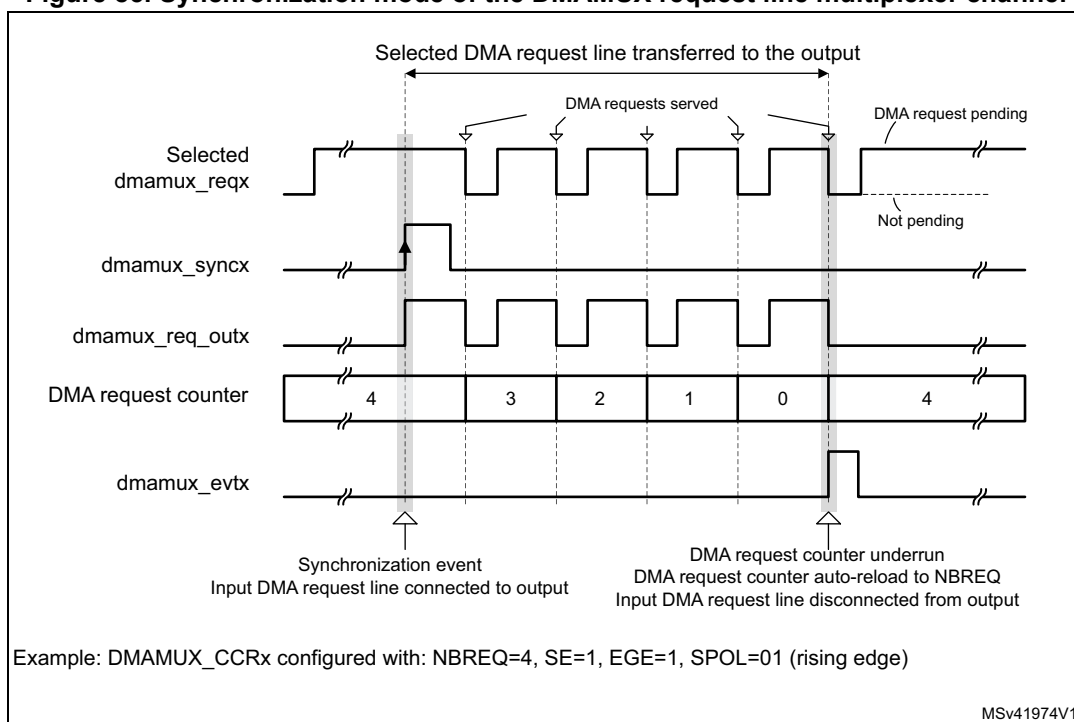 Figure 33. Synchronization mode of the DMAMUX request line multiplexer channel
Selected DMA request line transferred to the output
DMA requests served
DMA request pending
Selected
dmamux_reqx
Not pending
dmamux_syncx
dmamux_req_outx
DMA request counter
4
3
2
1
0
4
dmamux_evtx
Synchronization event
Input DMA request line connected to output
DMA request counter underrun
DMA request counter auto-reload to NBREQ
Input DMA request line disconnected from output
Example: DMAMUX_CCRx configured with: NBREQ=4, SE=1, EGE=1, SPOL=01 (rising edge)
MSv41974V1